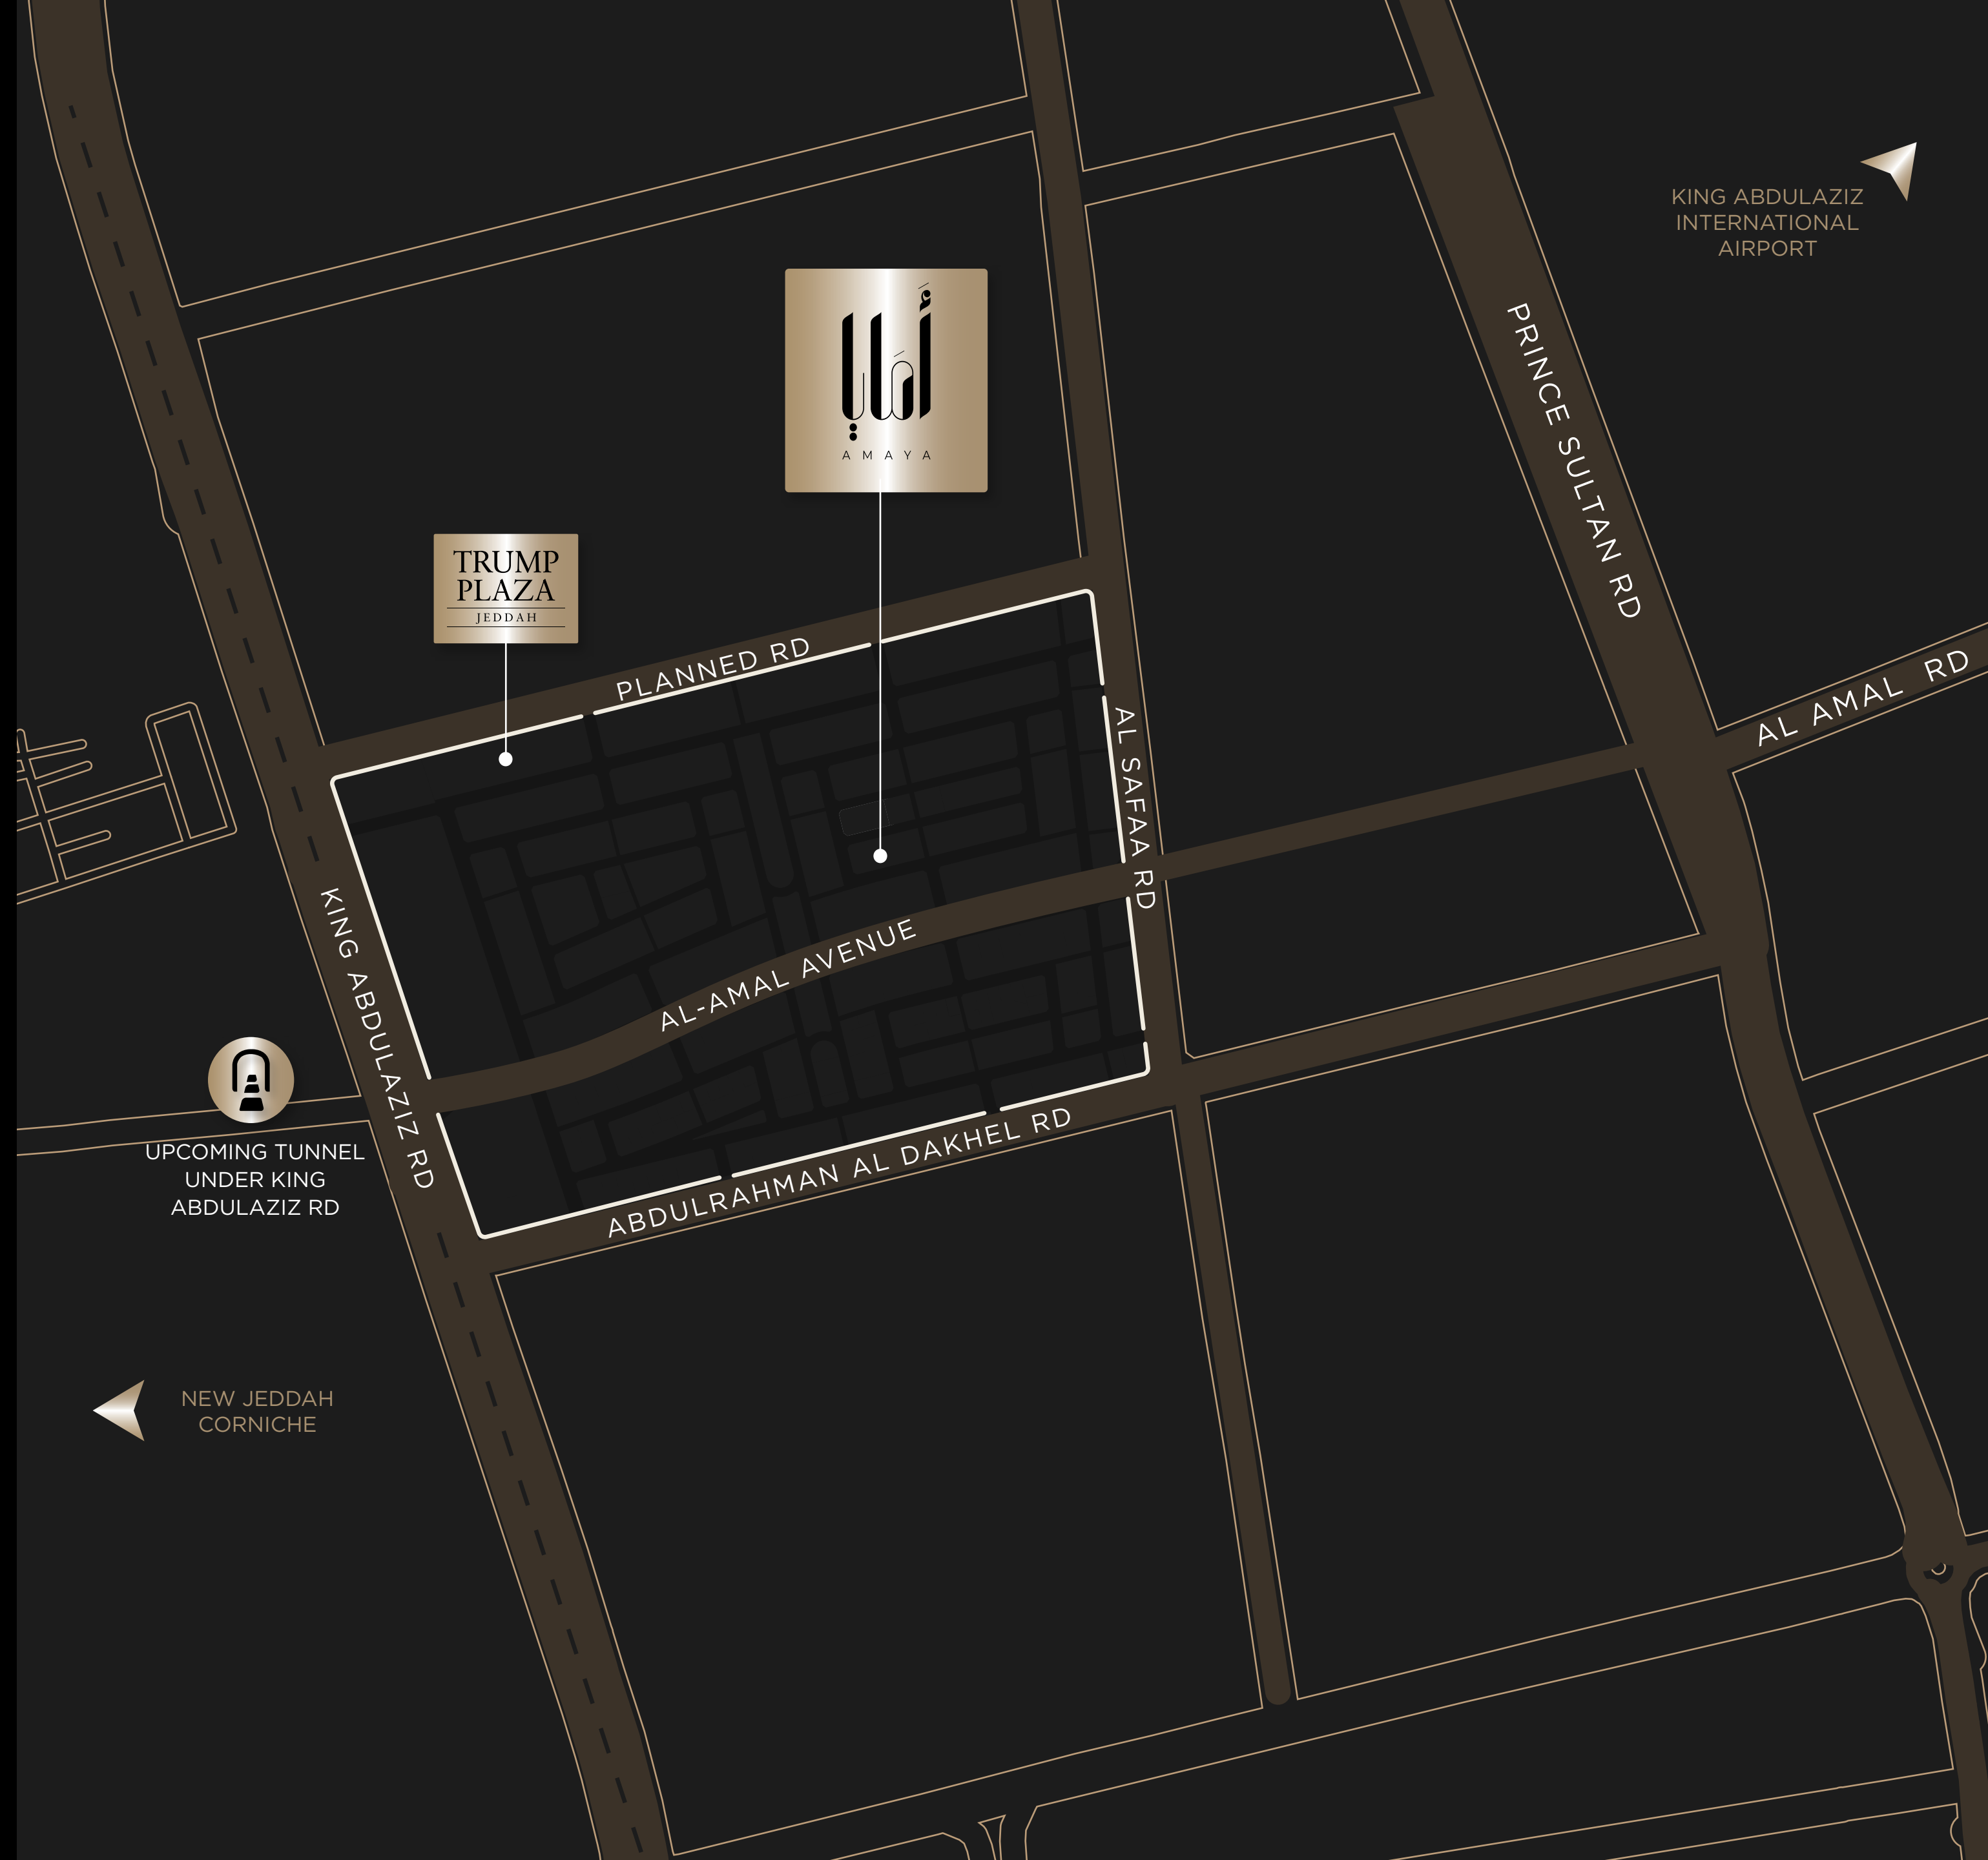 KING ABDULAZIZ
INTERNATIONAL
AIRPORT
أَمَايا
AMAYA
PRINCE SULTAN RD
TRUMP
PLAZA
JEDDAH
PLANNED RD
AL AMAL RD
AL SAFAA RD
KING ABDULAZIZ RD
AL-AMAL AVENUE
UPCOMING TUNNEL
UNDER KING
ABDULAZIZ RD
ABDULRAHMAN AL DAKHEL RD
NEW JEDDAH
CORNICHE